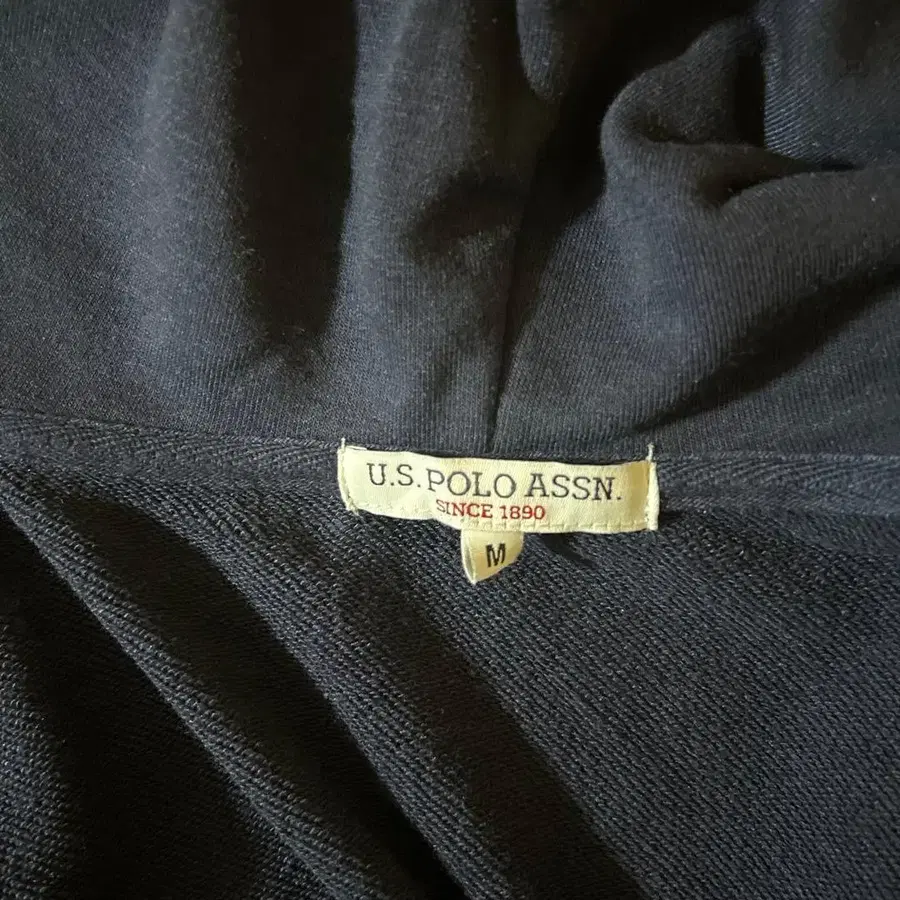 U.S. POLO ASSN.
SINCE 1890
M